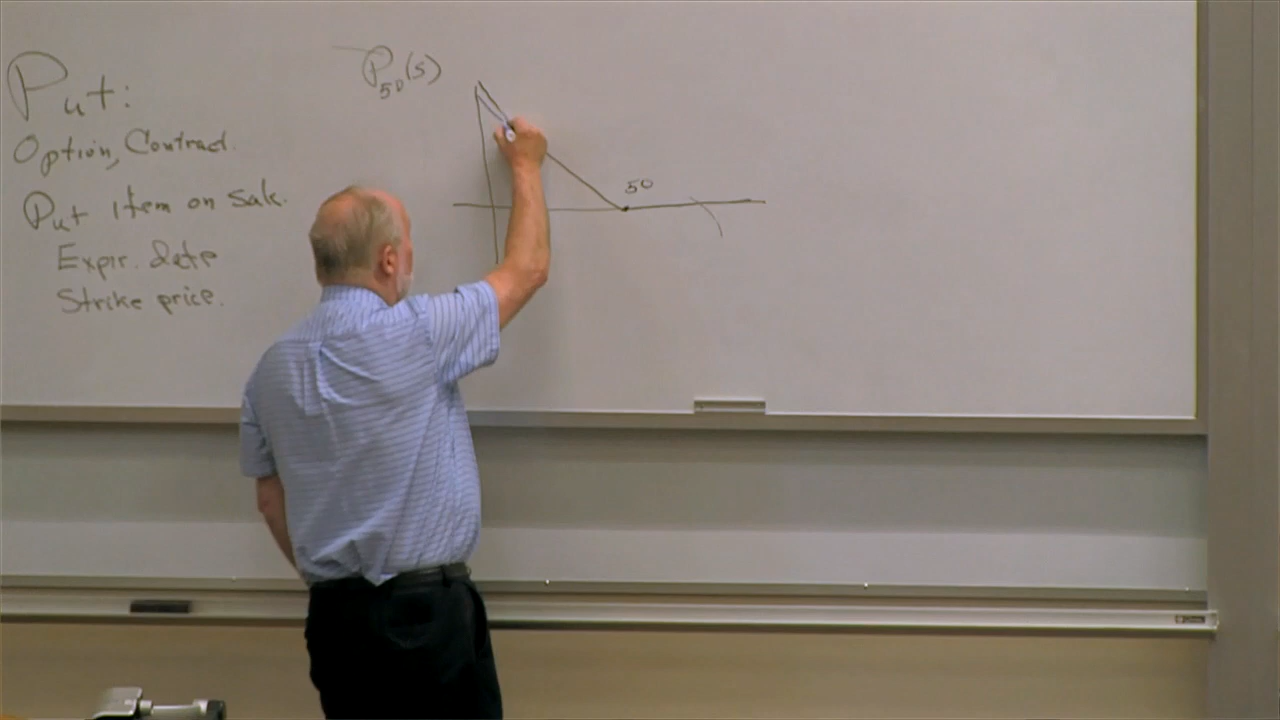 Put:
Option, Contract.
Put item on sale.
Expir. date
Strike price.
P50(S)
50